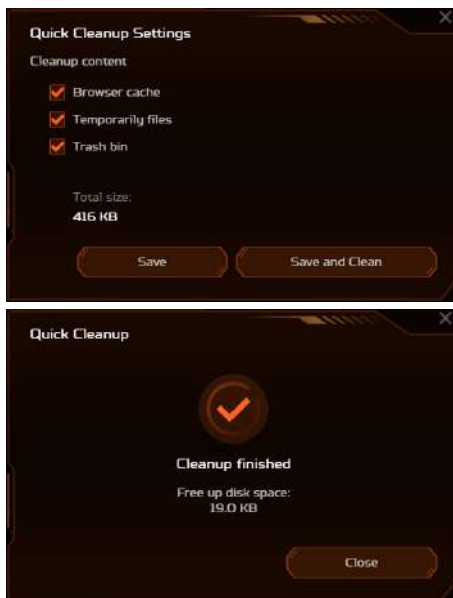 Quick Cleanup Settings
Cleanup content
Browser cache
Temporarily files
Trash bin
Total size:
416 KB
Save
Save and Clean
Quick Cleanup
Cleanup finished
Free up disk space:
19.0 KB
Close